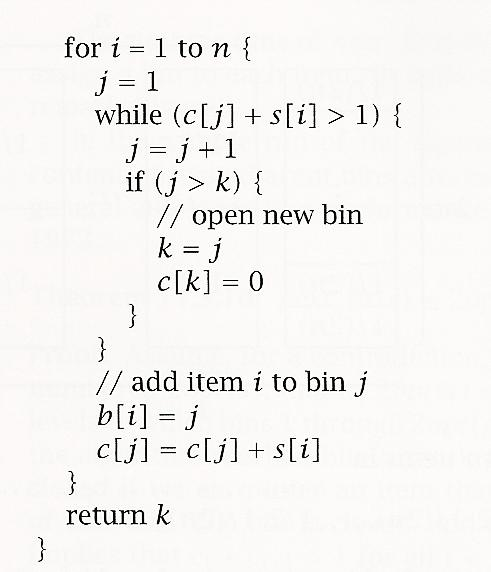 for i = 1 to n {
j = 1
while (c[j] + s[i] > 1) {
j = j + 1
if (j > k) {
// open new bin
k = j
c[k] = 0
}
}
// add item i to bin j
b[i] = j
c[j] = c[j] + s[i]
}
return k
}